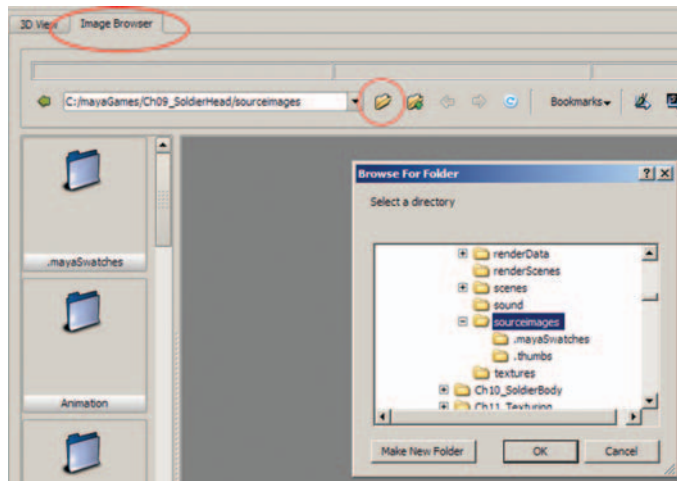 3D View Image Browser
C:/mayaGames/Ch09_SoldierHead/sourceimages Bookmarks
.mayaSwatches
Animation
Browse For Folder
Select a directory
renderData
renderScenes
scenes
sound
sourceimages
.mayaSwatches
.thumbs
textures
Ch10_SoldierBody
Ch11_Texturing
Make New Folder OK Cancel